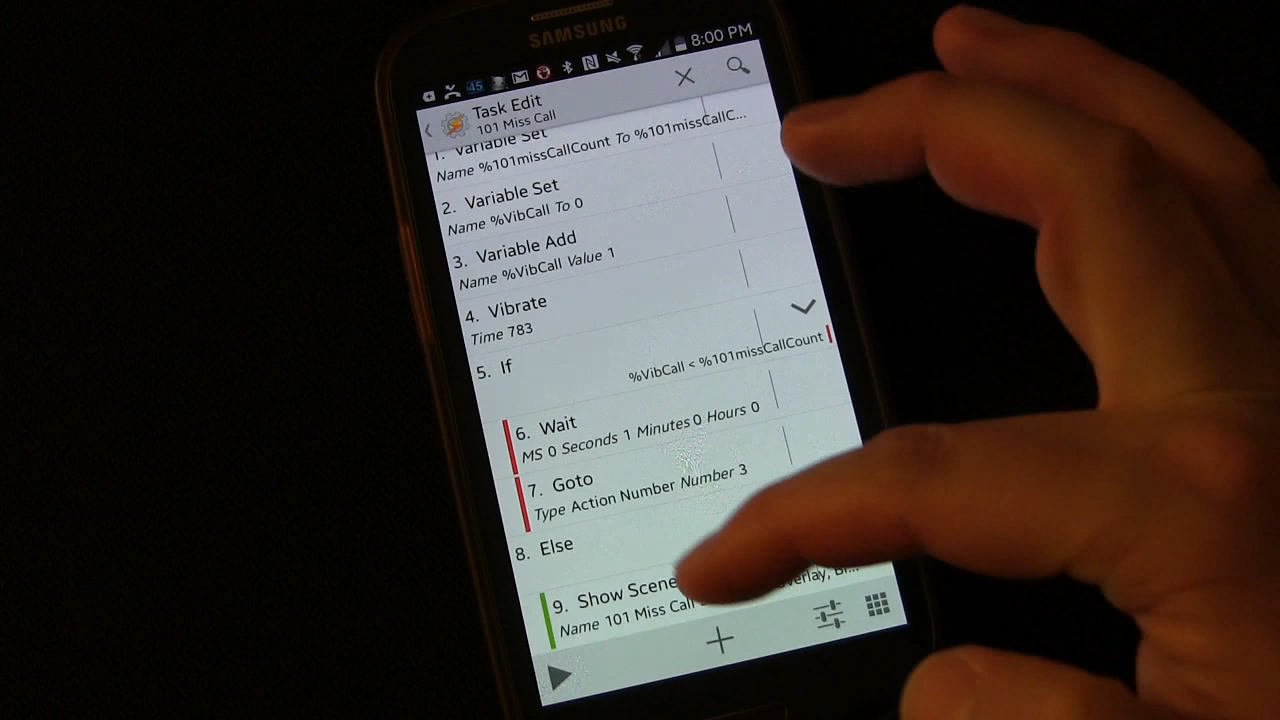 SAMSUNG
45 8:00 PM
Task Edit
101 Miss Call
1. Variable Set
Name %101missCallCount To %101missCallC...
2. Variable Set
Name %VibCall To 0
3. Variable Add
Name %VibCall Value 1
4. Vibrate
Time 783
5. If
%VibCall < %101missCallCount
6. Wait
MS 0 Seconds 1 Minutes 0 Hours 0
7. Goto
Type Action Number Number 3
8. Else
9. Show Scene
Name 101 Miss Call